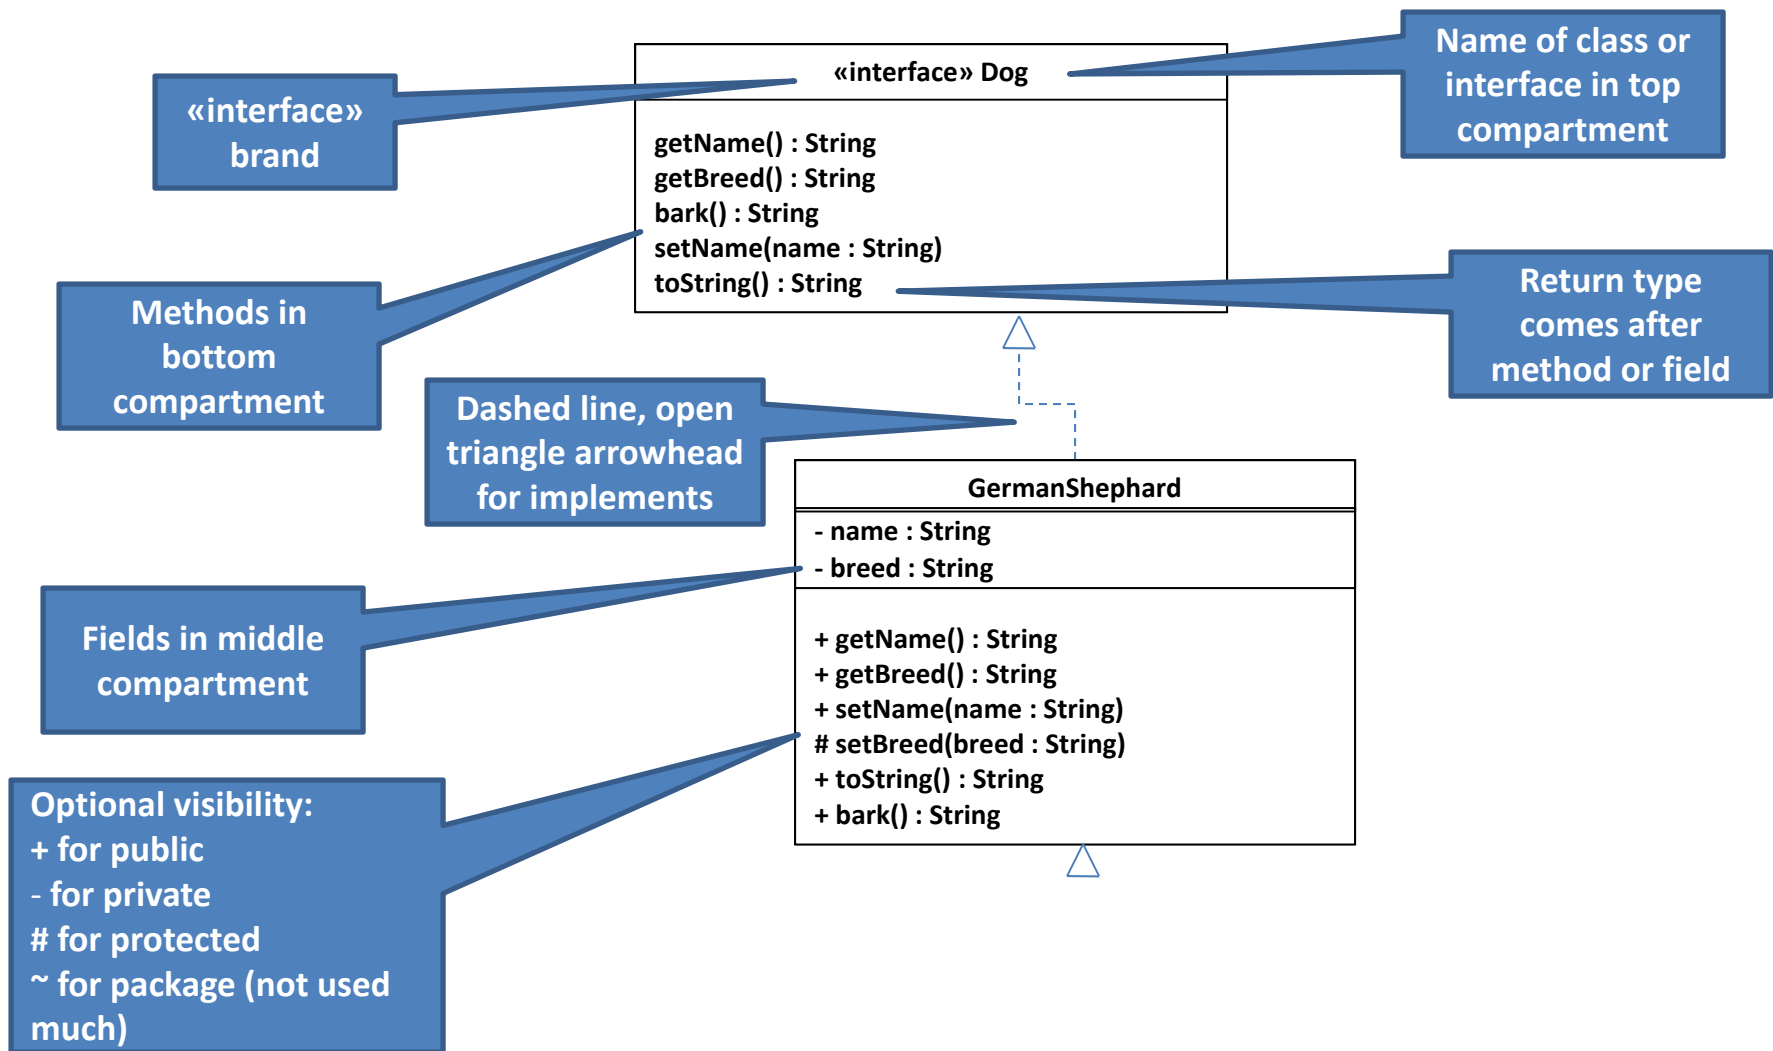 «interface»
brand
«interface» Dog
Name of class or
interface in top
compartment
getName() : String
getBreed() : String
bark() : String
setName(name : String)
toString() : String
Methods in
bottom
compartment
Return type
comes after
method or field
Dashed line, open
triangle arrowhead
for implements
GermanShephard
- name : String
- breed : String
Fields in middle
compartment
+ getName() : String
+ getBreed() : String
+ setName(name : String)
# setBreed(breed : String)
+ toString() : String
+ bark() : String
Optional visibility:
+ for public
- for private
# for protected
~ for package (not used
much)